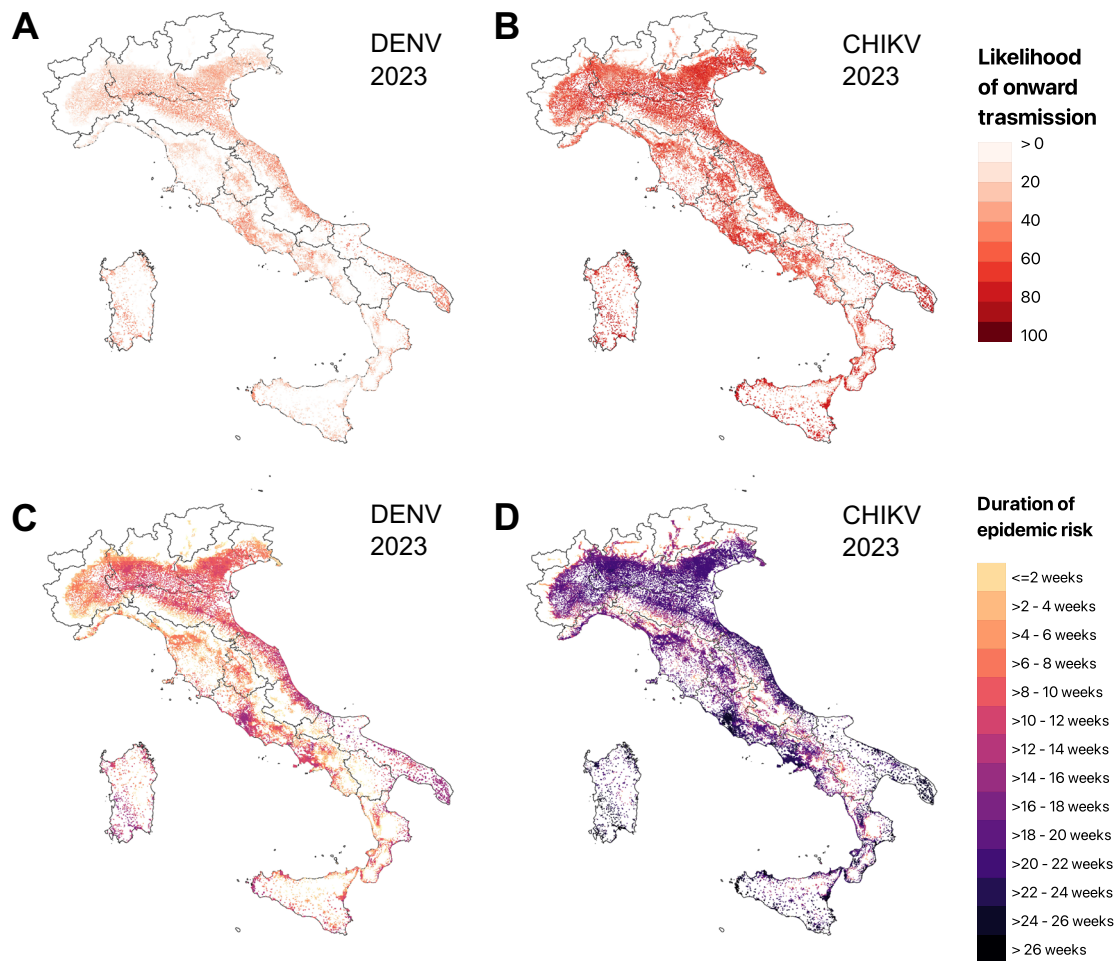 A
DENV
2023
B
CHIKV
2023
Likelihood
of onward
trasmission
> 0
20
40
60
80
100
C
DENV
2023
D
CHIKV
2023
Duration of
epidemic risk
<=2 weeks
>2 - 4 weeks
>4 - 6 weeks
>6 - 8 weeks
>8 - 10 weeks
>10 - 12 weeks
>12 - 14 weeks
>14 - 16 weeks
>16 - 18 weeks
>18 - 20 weeks
>20 - 22 weeks
>22 - 24 weeks
>24 - 26 weeks
> 26 weeks